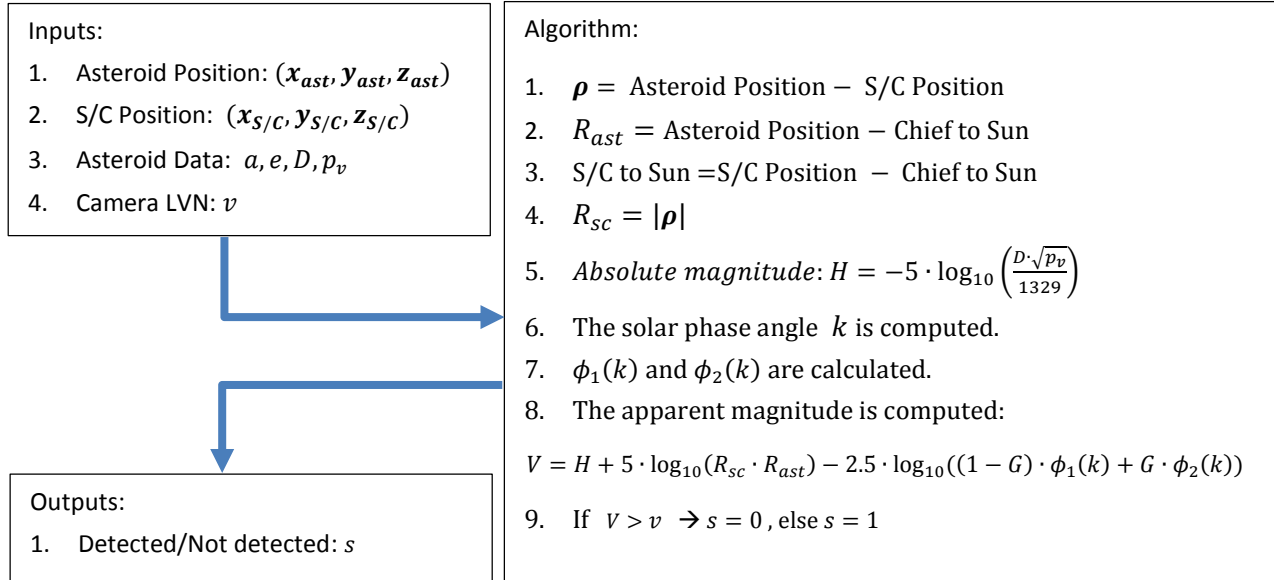 Inputs:
1. Asteroid Position: (x_ast, y_ast, z_ast)
2. S/C Position: (x_S/C, y_S/C, z_S/C)
3. Asteroid Data: a, e, D, p_v
4. Camera LVN: v
Algorithm:
1. ρ = Asteroid Position − S/C Position
2. R_ast = Asteroid Position − Chief to Sun
3. S/C to Sun =S/C Position − Chief to Sun
4. R_sc = |ρ|
5. Absolute magnitude: H = −5 · log₁₀(D·√p_v / 1329)
6. The solar phase angle k is computed.
7. ϕ₁(k) and ϕ₂(k) are calculated.
8. The apparent magnitude is computed:
V = H + 5 · log₁₀(R_sc · R_ast) − 2.5 · log₁₀((1 − G) · ϕ₁(k) + G · ϕ₂(k))
9. If V > v → s = 0 , else s = 1
Outputs:
1. Detected/Not detected: s